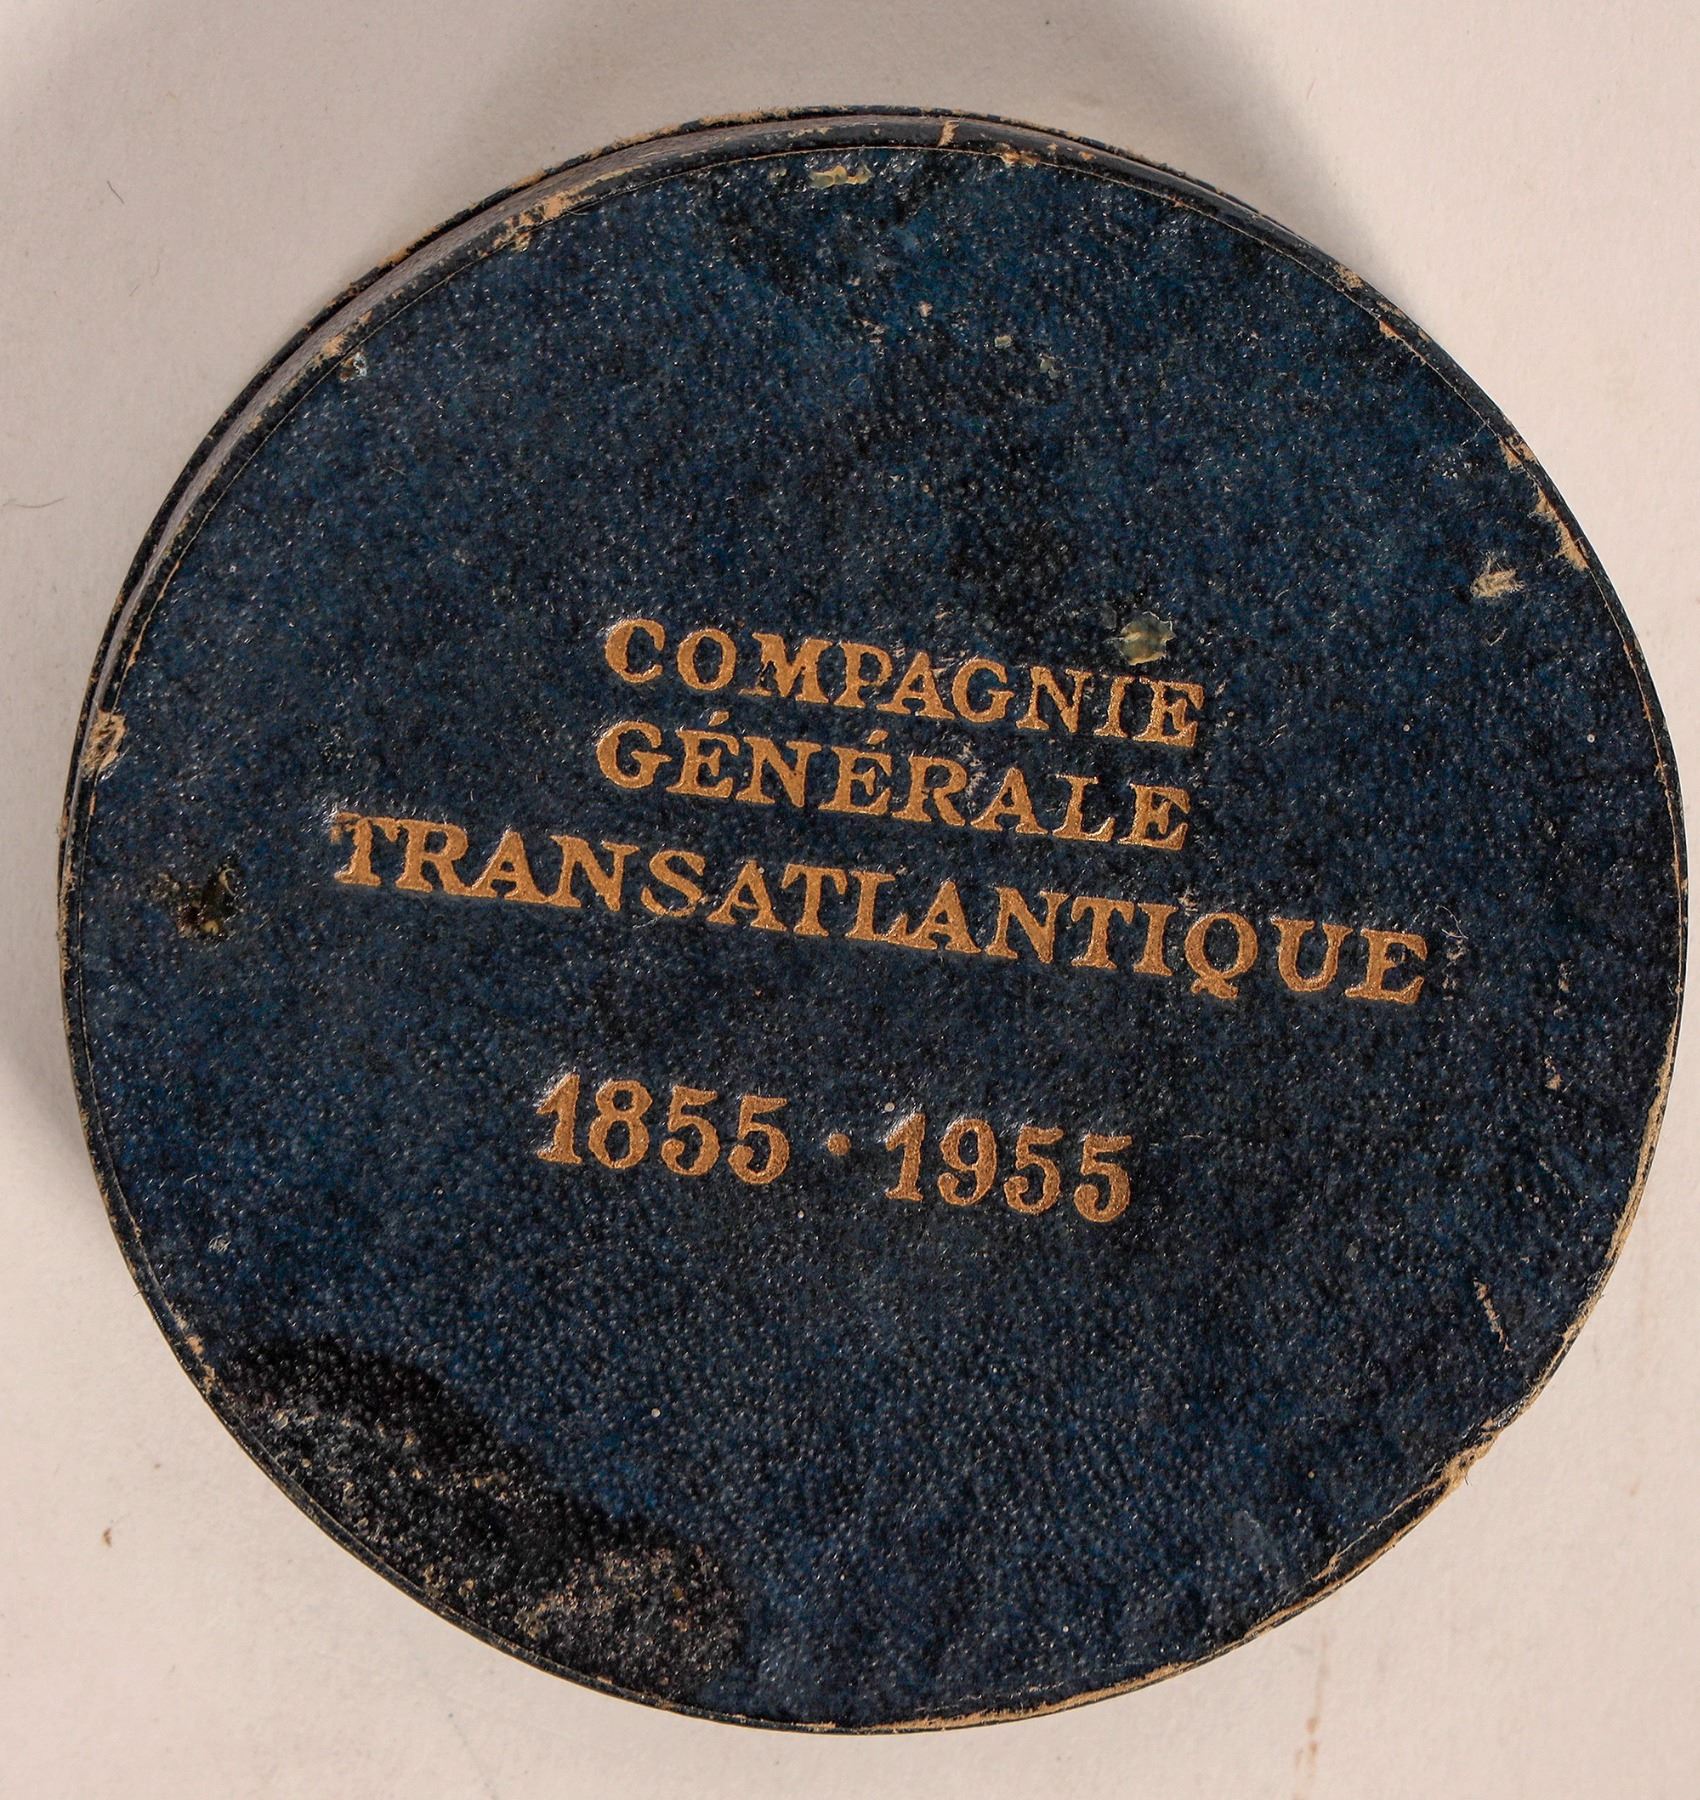 COMPAGNIE
GÉNÉRALE
TRANSATLANTIQUE
1855 · 1955